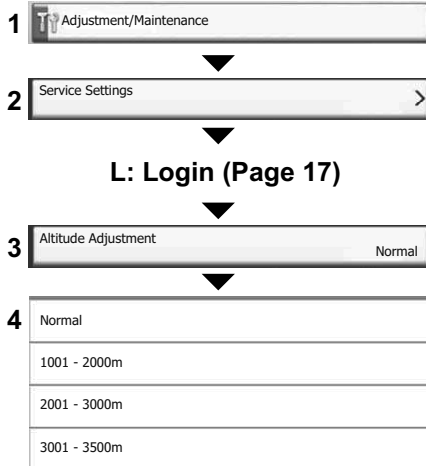 1 Adjustment/Maintenance
2 Service Settings >
L: Login (Page 17)
3 Altitude Adjustment
Normal
4 Normal
1001 - 2000m
2001 - 3000m
3001 - 3500m